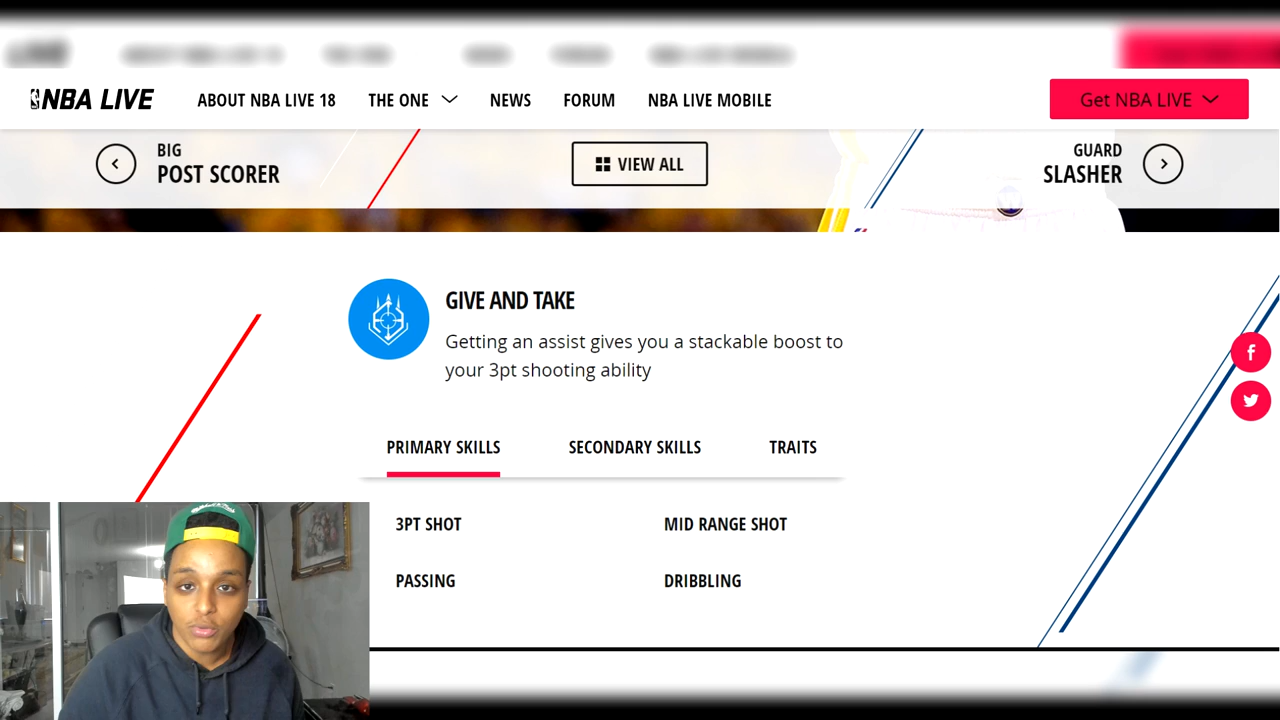 NBA LIVE
ABOUT NBA LIVE 18
THE ONE
NEWS
FORUM
NBA LIVE MOBILE
Get NBA LIVE
BIG
POST SCORER
VIEW ALL
GUARD
SLASHER
GIVE AND TAKE
Getting an assist gives you a stackable boost to
your 3pt shooting ability
PRIMARY SKILLS
SECONDARY SKILLS
TRAITS
3PT SHOT
MID RANGE SHOT
PASSING
DRIBBLING